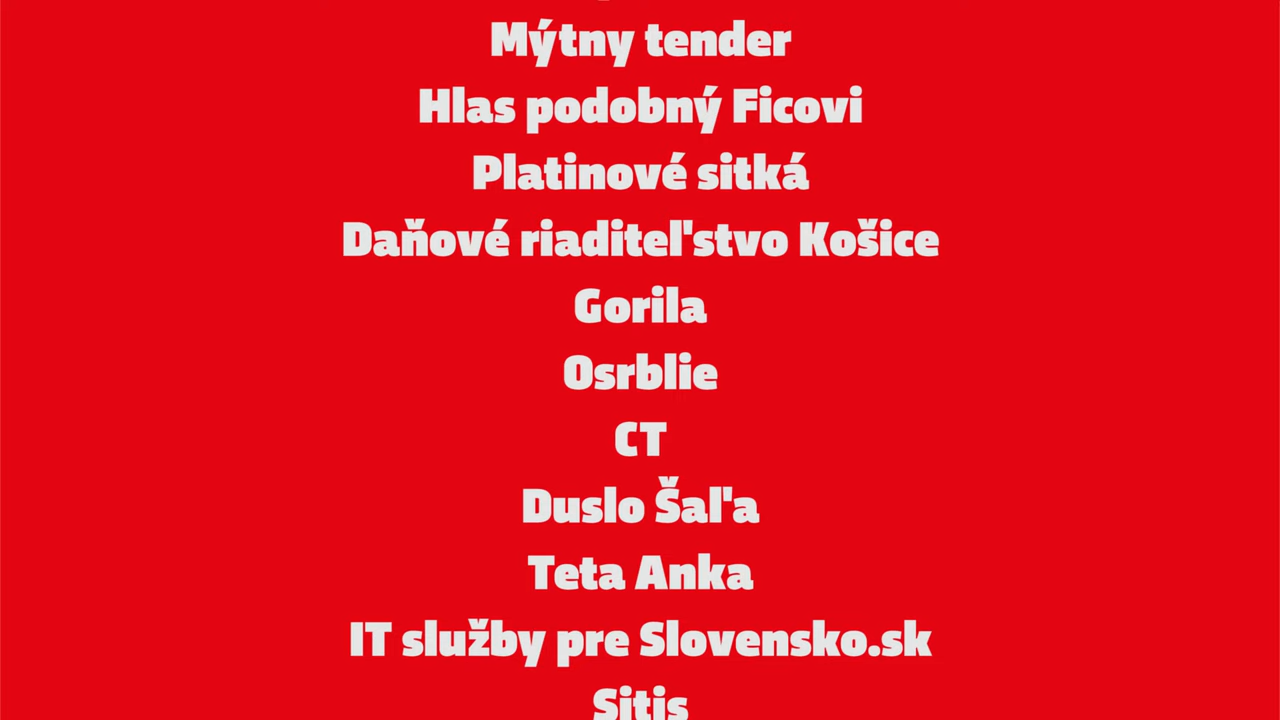 Mýtny tender
Hlas podobný Ficovi
Platinové sitká
Daňové riaditeľstvo Košice
Gorila
Osrblie
CT
Duslo Šaľa
Teta Anka
IT služby pre Slovensko.sk
Sitis